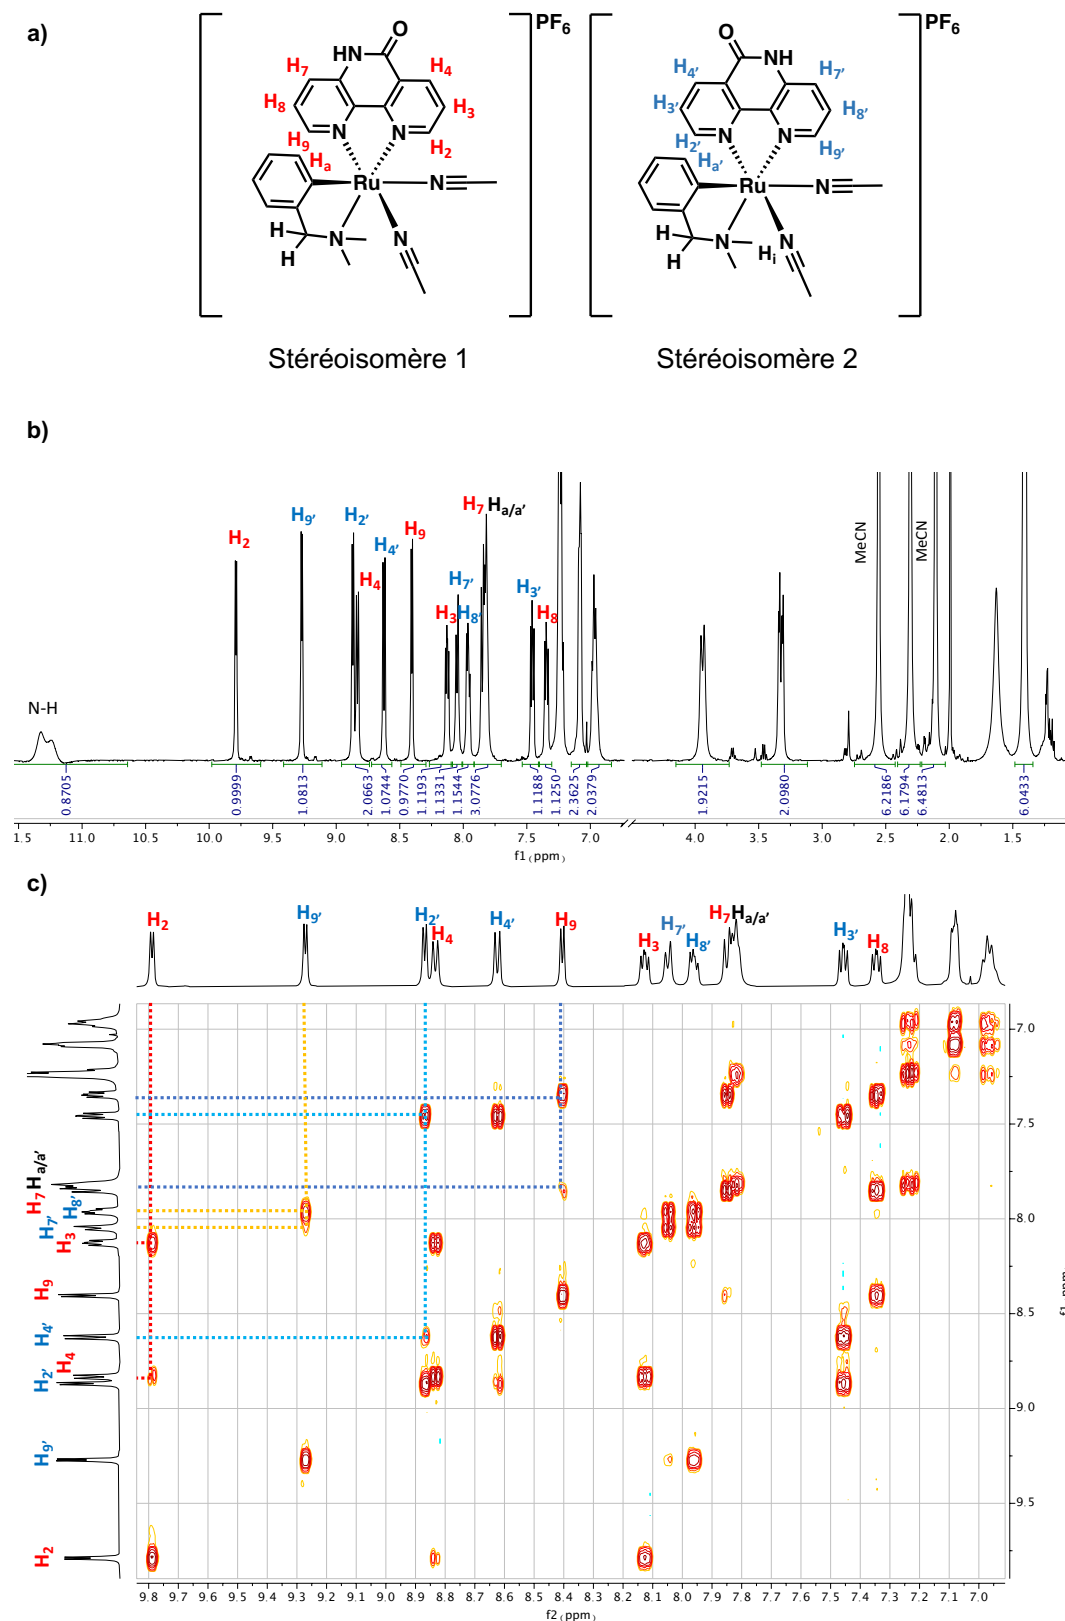 a)
PF6
PF6
HN
O
O
NH
H7
H4
H8
H3
H9
H2
Ha
N
N
Ru
N
N
N
H
H
H4'
H7'
H3'
H8'
H2'
H9'
Ha'
N
N
Ru
N
N
N
H
H
Hi
Stéréoisomère 1
Stéréoisomère 2
b)
N-H
H2
H9'
H2'
H4
H4'
H9
H3
H7'
H8'
H7 Ha/a'
H3'
H8
MeCN
MeCN
0.8705
0.9999
1.0813
2.0663
1.0744
0.9770
1.1193
1.1331
1.1544
3.0776
1.1188
1.1250
2.3625
2.0379
1.9215
2.0980
6.2186
6.1794
6.4813
6.0433
11.5 11.0 10.5 10.0 9.5 9.0 8.5 8.0 7.5 7.0 4.0 3.5 3.0 2.5 2.0 1.5
f1 (ppm)
c)
H2
H9'
H2'
H4
H4'
H9
H3
H7'
H8'
H7 Ha/a'
H3'
H8
Ha/a'
H7
H8'
H7'
H3
H9
H4'
H4
H2'
H9'
H2
7.0
7.5
8.0
8.5
9.0
9.5
9.8 9.7 9.6 9.5 9.4 9.3 9.2 9.1 9.0 8.9 8.8 8.7 8.6 8.5 8.4 8.3 8.2 8.1 8.0 7.9 7.8 7.7 7.6 7.5 7.4 7.3 7.2 7.1 7.0
f2 (ppm)